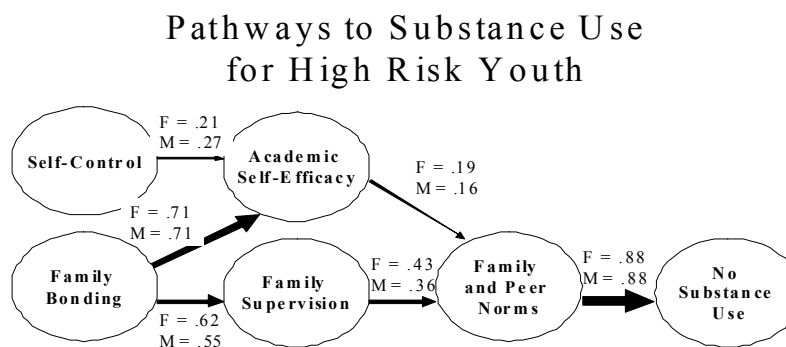 Pathways to Substance Use
for High Risk Youth
F = .21
M = .27
Self-Control
Academic
Self-Efficacy
F = .19
M = .16
F = .71
M = .71
Family
Bonding
F = .62
M = .55
Family
Supervision
F = .43
M = .36
Family
and Peer
Norms
F = .88
M = .88
No
Substance
Use